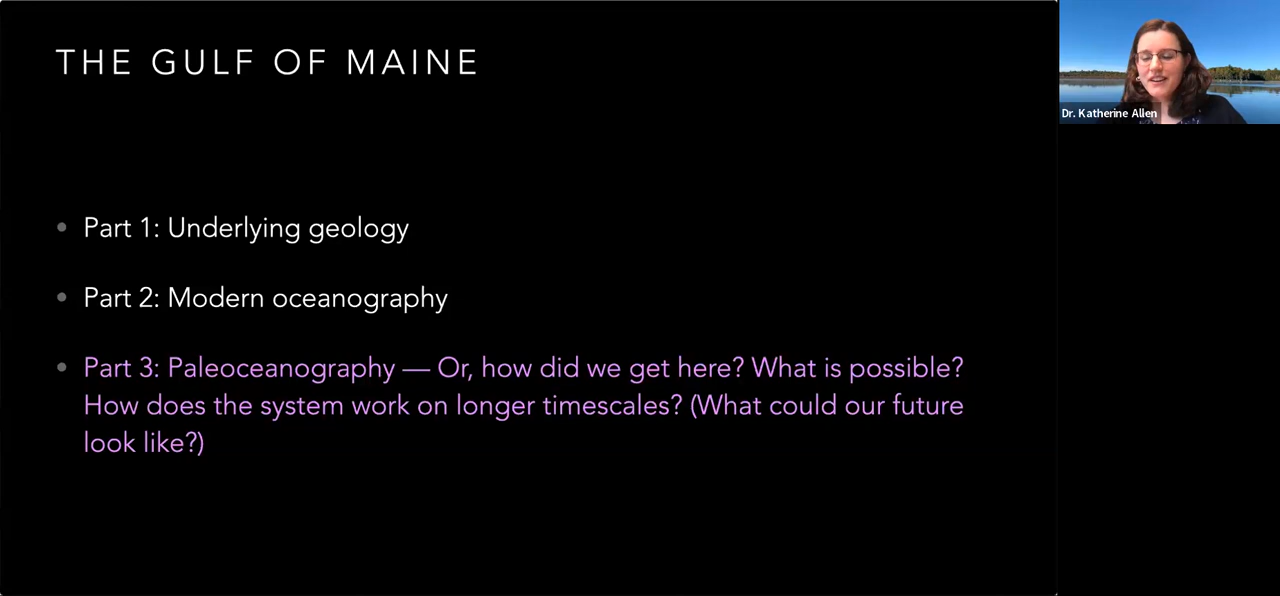 THE GULF OF MAINE
Dr. Katherine Allen
• Part 1: Underlying geology
• Part 2: Modern oceanography
• Part 3: Paleoceanography — Or, how did we get here? What is possible?
How does the system work on longer timescales? (What could our future
look like?)